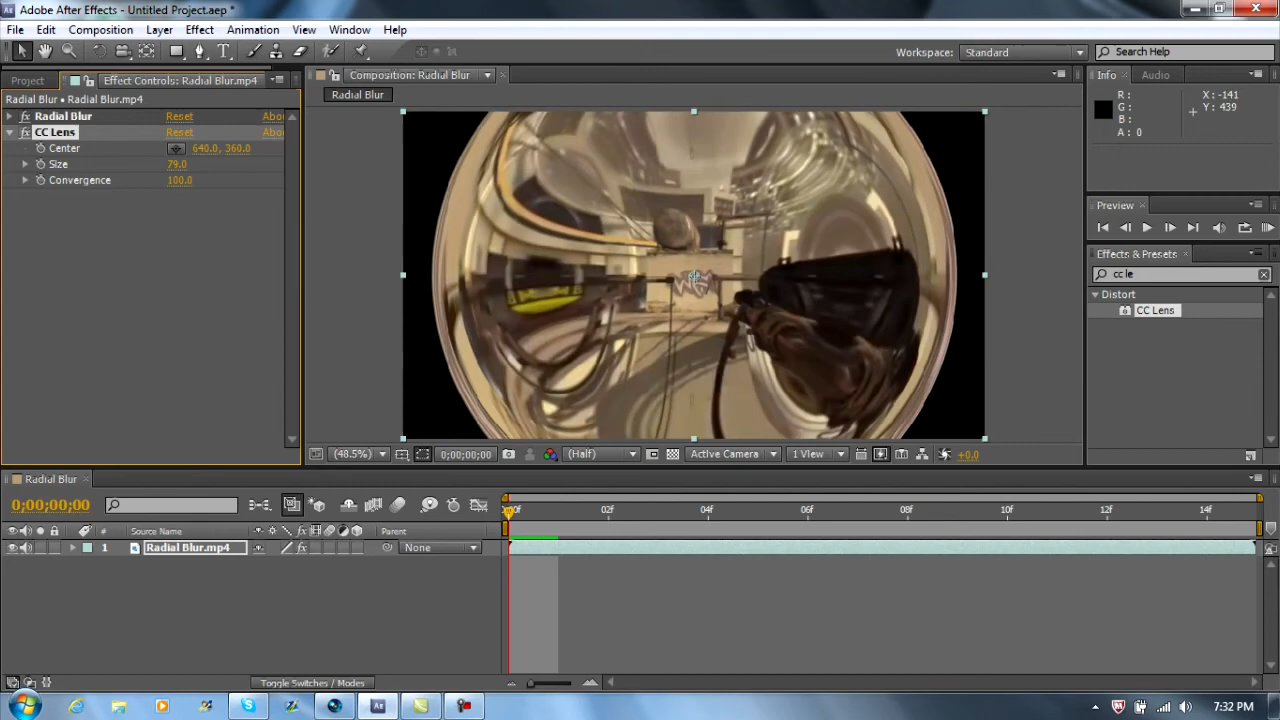 Adobe After Effects - Untitled Project.aep *
File Edit Composition Layer Effect Animation View Window Help
Workspace: Standard
Search Help
Project
Effect Controls: Radial Blur.mp4
Radial Blur • Radial Blur.mp4
Radial Blur Reset Abou
CC Lens Reset Abou
Center 640.0, 360.0
Size 79.0
Convergence 100.0
Composition: Radial Blur
Radial Blur
Info Audio
R: X: -141
G: Y: 439
B:
A: 0
Preview
Effects & Presets
cc le
Distort
CC Lens
(48.5%) 0;00;00;00 (Half) Active Camera 1 View +0.0
Radial Blur
0;00;00;00
02f 04f 06f 08f 10f 12f 14f
# Source Name Parent
1 Radial Blur.mp4 None
Toggle Switches / Modes
7:32 PM